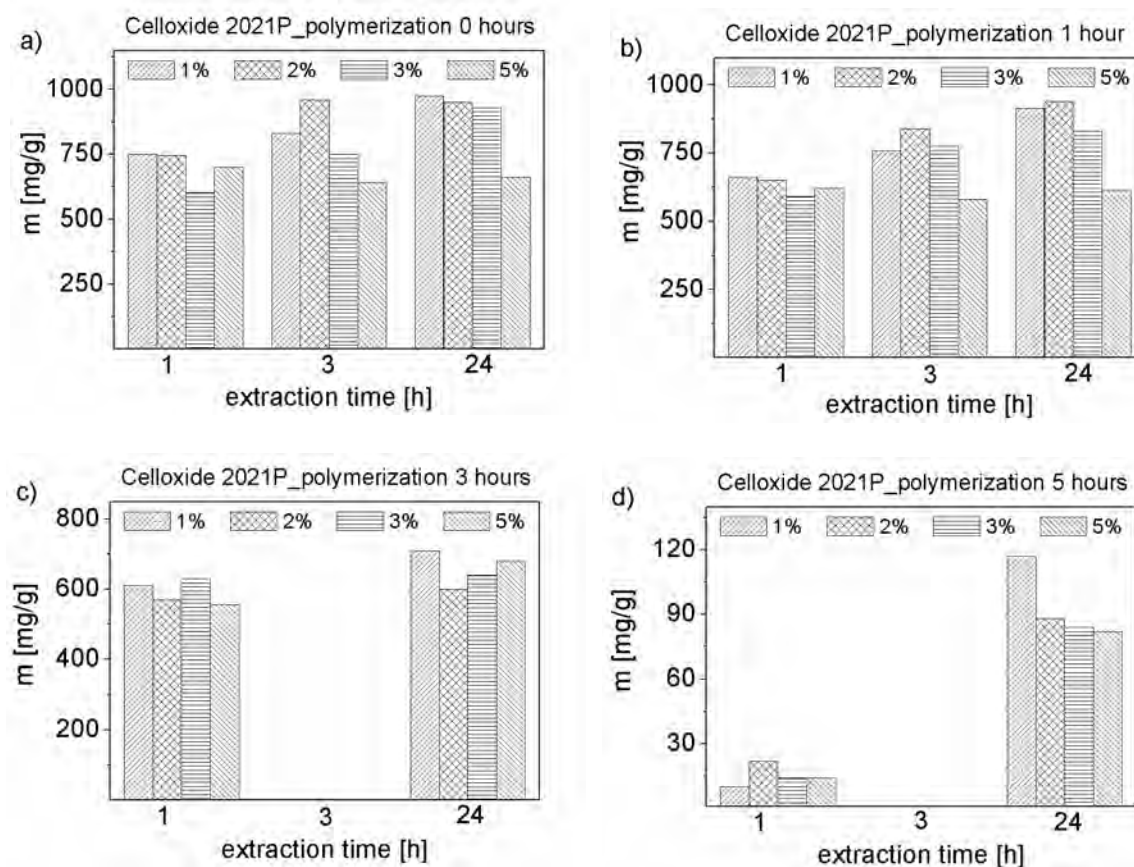 a)
Celloxide 2021P_polymerization 0 hours
1% 2% 3% 5%
1000
750
500
250
m [mg/g]
1 3 24
extraction time [h]
b)
Celloxide 2021P_polymerization 1 hour
1% 2% 3% 5%
1000
750
500
250
m [mg/g]
1 3 24
extraction time [h]
c)
Celloxide 2021P_polymerization 3 hours
1% 2% 3% 5%
800
600
400
200
m [mg/g]
1 3 24
extraction time [h]
d)
Celloxide 2021P_polymerization 5 hours
1% 2% 3% 5%
120
90
60
30
m [mg/g]
1 3 24
extraction time [h]